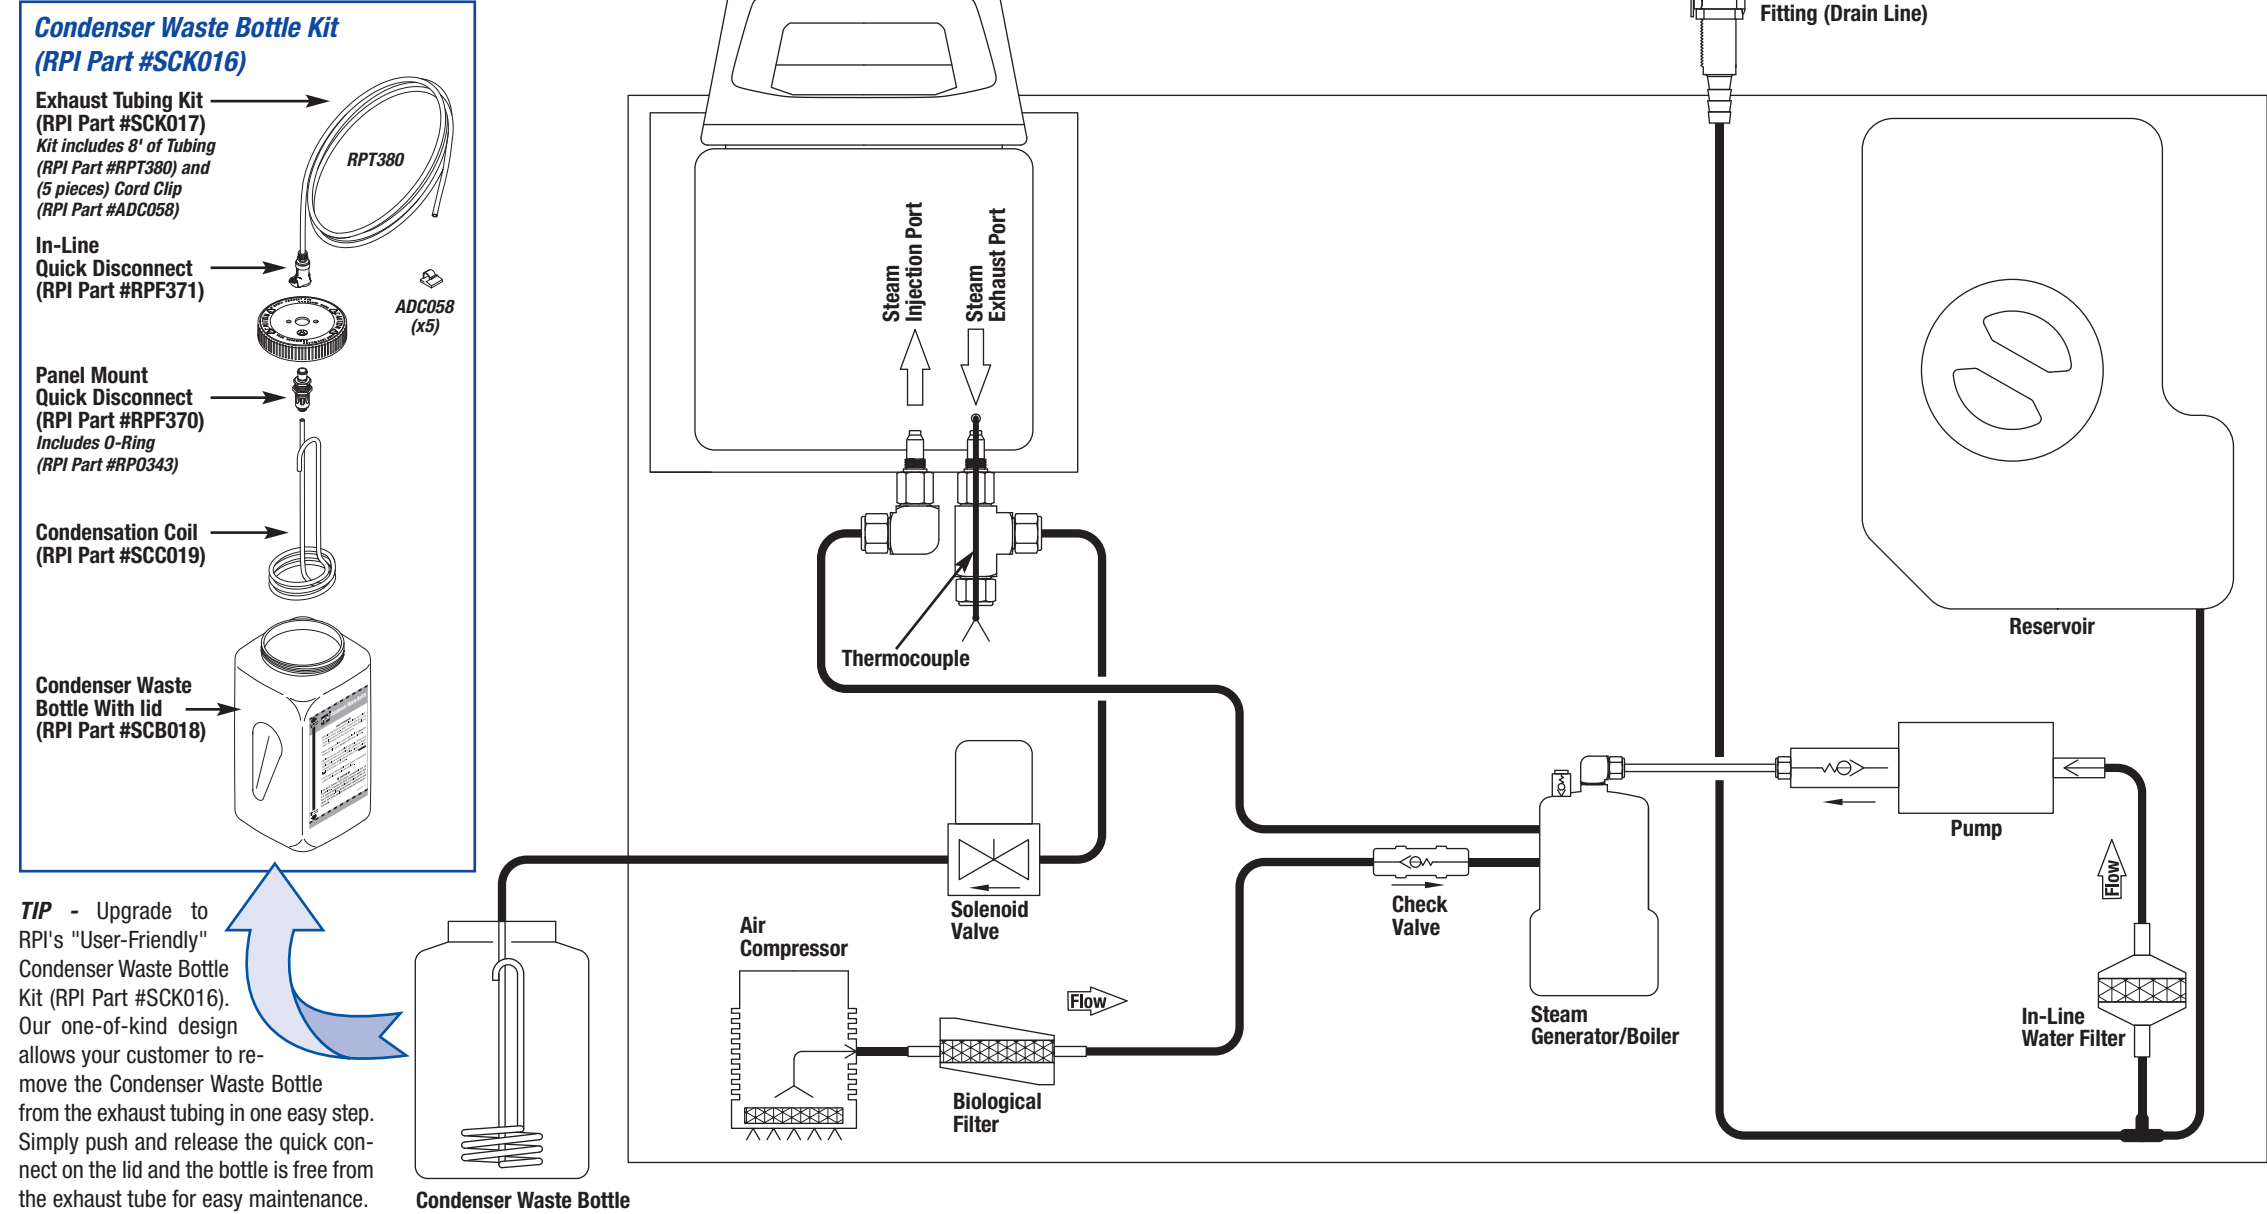 Condenser Waste Bottle Kit
(RPI Part #SCK016)
Exhaust Tubing Kit
(RPI Part #SCK017)
Kit includes 8' of Tubing
(RPI Part #RPT380) and
(5 pieces) Cord Clip
(RPI Part #ADC058)
RPT380
In-Line
Quick Disconnect
(RPI Part #RPF371)
ADC058
(x5)
Panel Mount
Quick Disconnect
(RPI Part #RPF370)
Includes O-Ring
(RPI Part #RPO343)
Condensation Coil
(RPI Part #SCC019)
Condenser Waste
Bottle With lid
(RPI Part #SCB018)
TIP - Upgrade to
RPI's "User-Friendly"
Condenser Waste Bottle
Kit (RPI Part #SCK016).
Our one-of-kind design
allows your customer to re-
move the Condenser Waste Bottle
from the exhaust tubing in one easy step.
Simply push and release the quick con-
nect on the lid and the bottle is free from
the exhaust tube for easy maintenance.
Condenser Waste Bottle
Steam
Injection Port
Steam
Exhaust Port
Thermocouple
Solenoid
Valve
Air
Compressor
Flow
Biological
Filter
Check
Valve
Steam
Generator/Boiler
Fitting (Drain Line)
Reservoir
Pump
Flow
In-Line
Water Filter